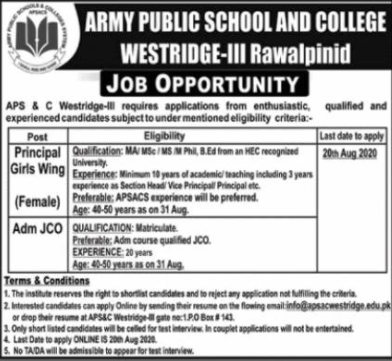 ARMY PUBLIC SCHOOLS & COLLEGES SYSTEM
APSACS
ARMY PUBLIC SCHOOL AND COLLEGE
WESTRIDGE-III Rawalpinid
JOB OPPORTUNITY
APS & C Westridge-III requires applications from enthusiastic, qualified and
experienced candidates subject to under mentioned eligibility criteria:-
Post Eligibility Last date to apply
Principal
Girls Wing
(Female)
Qualification: MA/ MSc / MS /M Phil, B.Ed from an HEC recognized
University.
Experience: Minimum 10 years of academic/ teaching including 3 years
experience as Section Head/ Vice Principal/ Principal etc.
Preferable: APSACS experience will be preferred.
Age: 40-50 years as on 31 Aug.
20th Aug 2020
Adm JCO
QUALIFICATION: Matriculate.
Preferable: Adm course qualified JCO.
EXPERIENCE: 20 years
Age: 40-50 years as on 31 Aug.
Terms & Conditions
1. The institute reserves the right to shortlist candidates and to reject any application not fulfilling the criteria.
2. Interested candidates can apply Online by sending their resume on the flowing email:info@apsacwestridge.edu.pk
or drop their resume at APS&C Westridge-III gate no:1.P.O Box # 143.
3. Only short listed candidates will be celled for test interview. In couplet applications will not be entertained.
4. Last Date to apply ONLINE IS 20th Aug 2020.
5. No TA/DA will be admissible to appear for test interview.